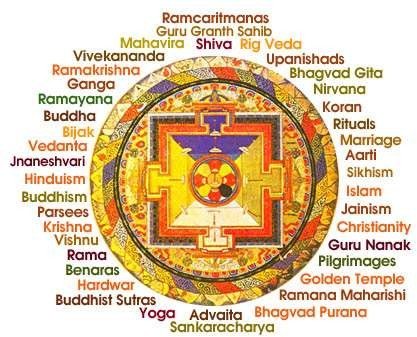 Ramcaritmanas
Guru Granth Sahib
Mahavira Shiva Rig Veda
Vivekananda Upanishads
Ramakrishna Bhagvad Gita
Ganga Nirvana
Ramayana Koran
Buddha Rituals
Bijak Marriage
Vedanta Aarti
Jnaneshvari Sikhism
Hinduism Islam
Buddhism Jainism
Parsees Christianity
Krishna Guru Nanak
Vishnu Pilgrimages
Rama Golden Temple
Benaras Ramana Maharishi
Hardwar Bhagvad Purana
Buddhist Sutras
Yoga Advaita
Sankaracharya